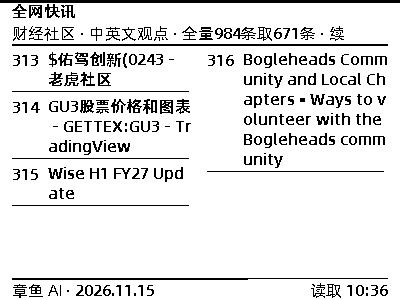 全网快讯
财经社区 · 中英文观点 · 全量984条取671条 · 续
313 $佑驾创新(0243 -
老虎社区
314 GU3股票价格和图表
- GETTEX:GU3 - Tr
adingView
315 Wise H1 FY27 Upd
ate
316 Bogleheads Comm
unity and Local Ch
apters • Ways to v
olunteer with the
Bogleheads comm
unity
章鱼 AI · 2026.11.15
读取 10:36